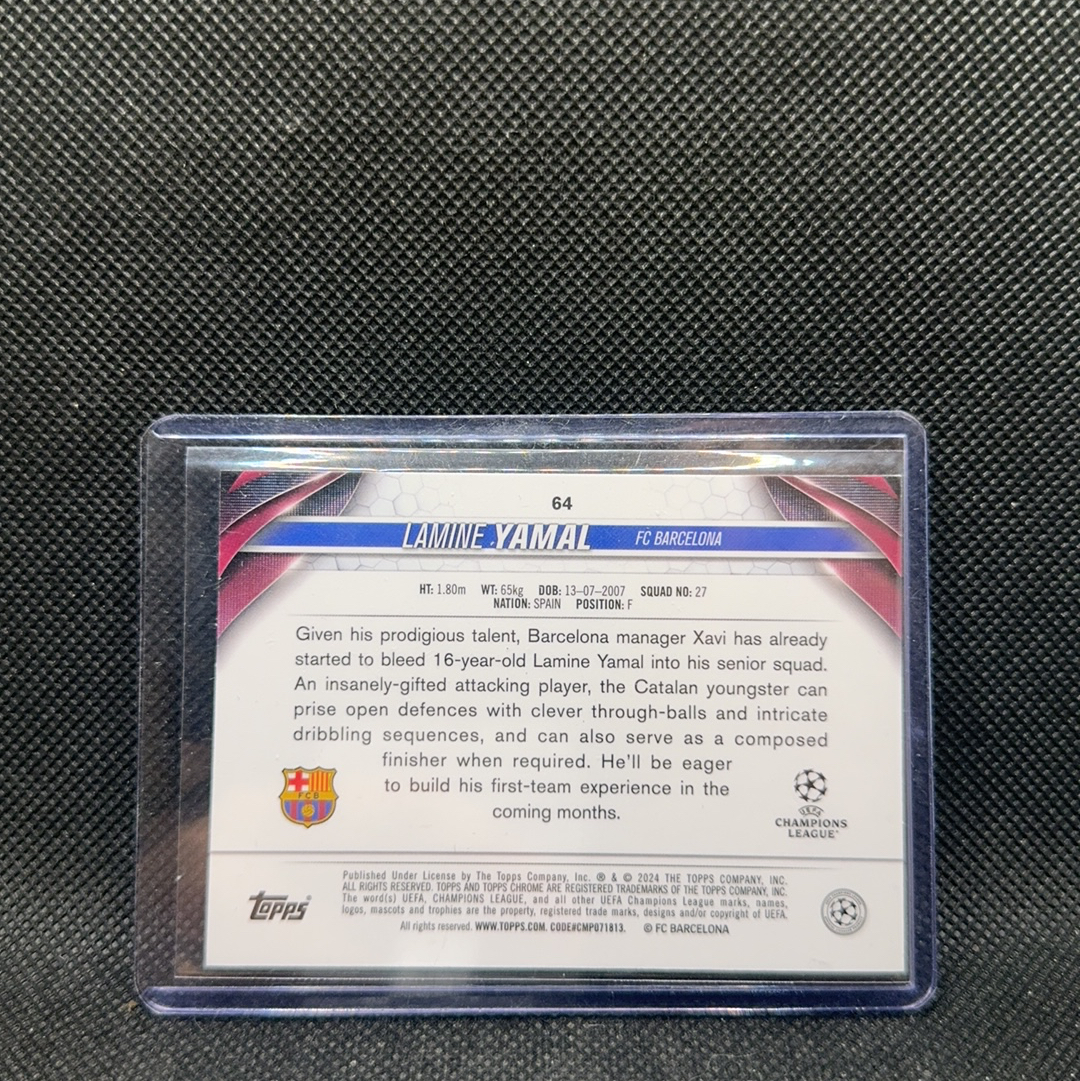 64
LAMINE YAMAL FC BARCELONA
HT: 1.80m WT: 65kg DOB: 13-07-2007 SQUAD NO: 27
NATION: SPAIN POSITION: F
Given his prodigious talent, Barcelona manager Xavi has already
started to bleed 16-year-old Lamine Yamal into his senior squad.
An insanely-gifted attacking player, the Catalan youngster can
prise open defences with clever through-balls and intricate
dribbling sequences, and can also serve as a composed
finisher when required. He'll be eager
to build his first-team experience in the
coming months.
FCB
UEFA
CHAMPIONS
LEAGUE
topps
Published Under License by The Topps Company, Inc. ® & © 2024 THE TOPPS COMPANY, INC.
ALL RIGHTS RESERVED. TOPPS AND TOPPS CHROME ARE REGISTERED TRADEMARKS OF THE TOPPS COMPANY, INC.
The word(s) UEFA, CHAMPIONS LEAGUE, and all other UEFA Champions League marks, names,
logos, mascots and trophies are the property, registered trade marks, designs and/or copyright of UEFA.
All rights reserved. WWW.TOPPS.COM. CODE#CMP071813. © FC BARCELONA